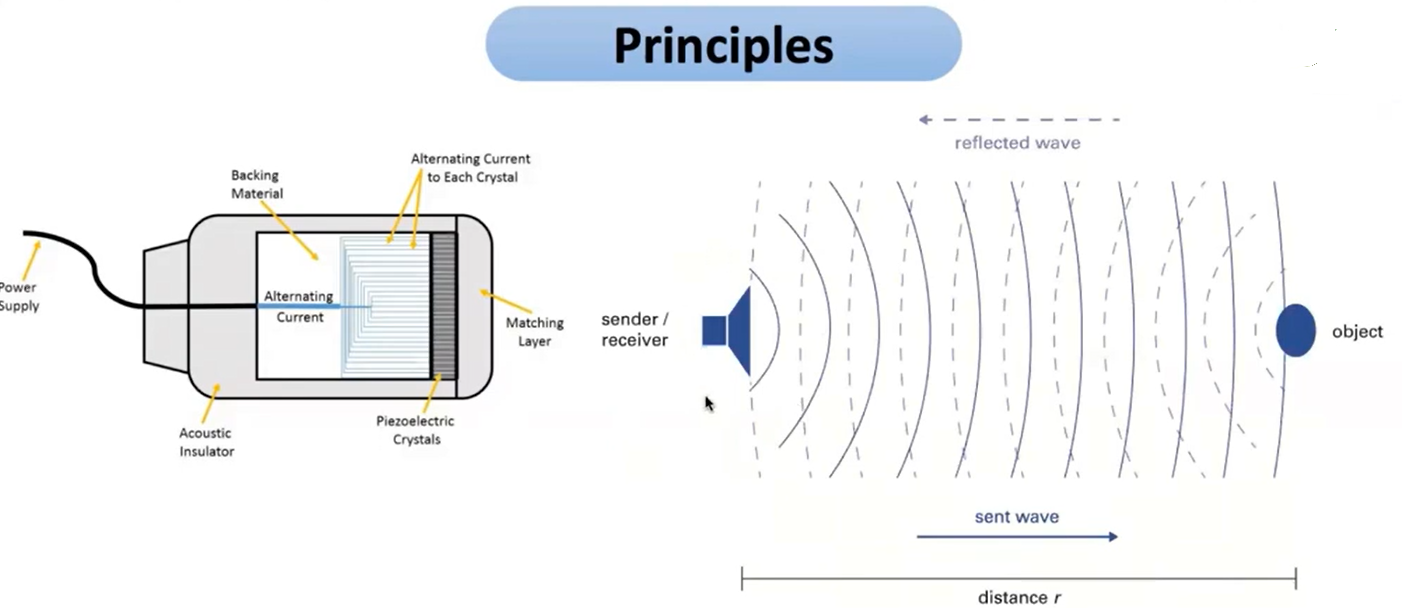 Principles
reflected wave
Alternating Current
to Each Crystal
Backing
Material
Power
Supply
Alternating
Current
Matching
Layer
sender /
receiver
object
Piezoelectric
Crystals
Acoustic
Insulator
sent wave
distance r